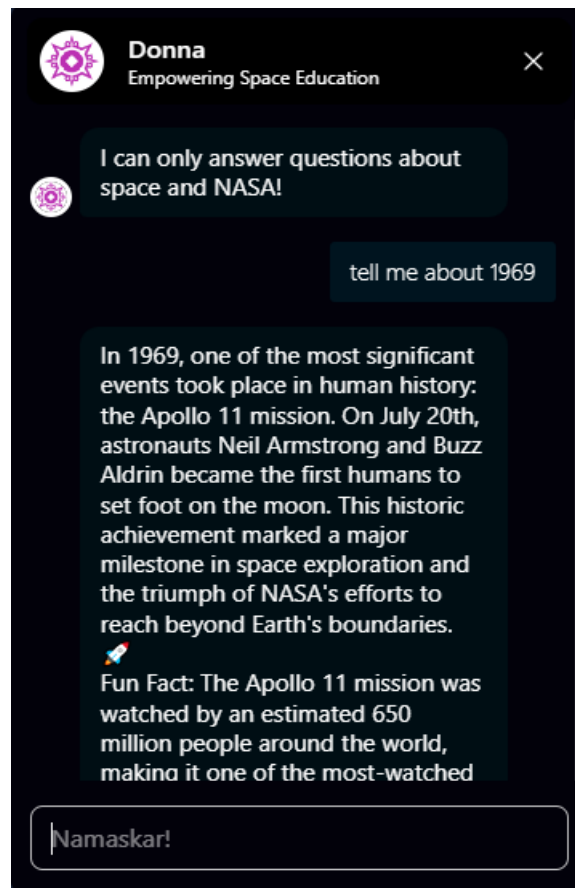 Donna
Empowering Space Education
I can only answer questions about
space and NASA!
tell me about 1969
In 1969, one of the most significant
events took place in human history:
the Apollo 11 mission. On July 20th,
astronauts Neil Armstrong and Buzz
Aldrin became the first humans to
set foot on the moon. This historic
achievement marked a major
milestone in space exploration and
the triumph of NASA's efforts to
reach beyond Earth's boundaries.
🚀
Fun Fact: The Apollo 11 mission was
watched by an estimated 650
million people around the world,
making it one of the most-watched
Namaskar!